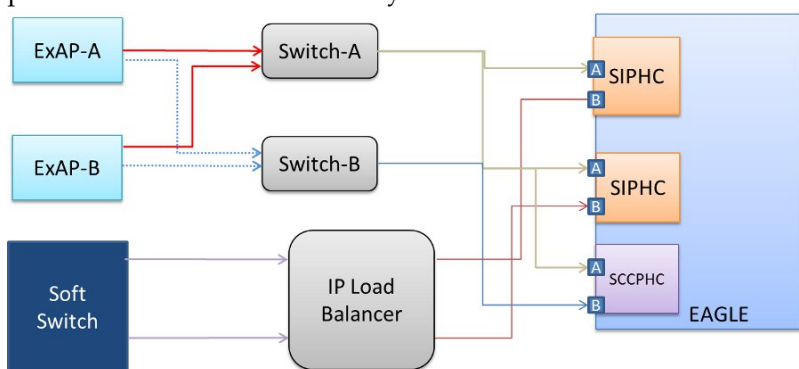 ExAP-A
Switch-A
A
SIPHC
B
ExAP-B
Switch-B
A
SIPHC
B
Soft
Switch
IP Load
Balancer
A
SCCPHC
B
EAGLE